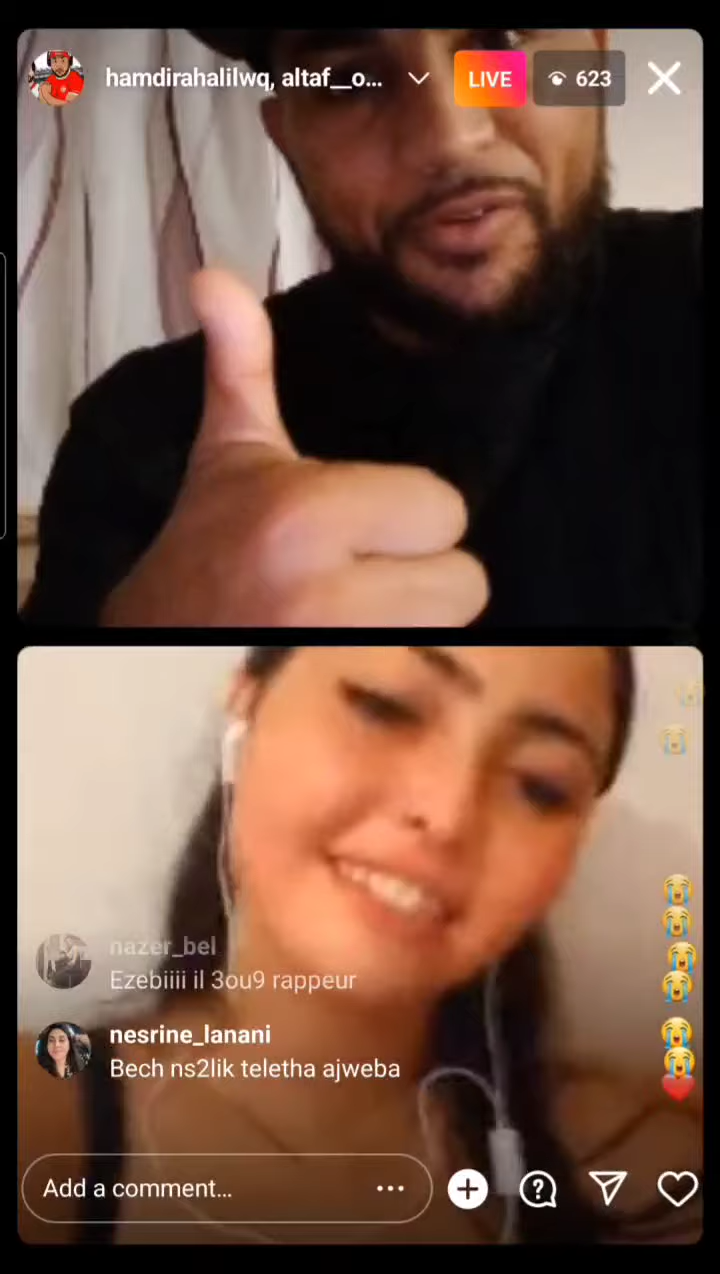 hamdirahalilwq, altaf__o...
LIVE
623
nazer_bel
Ezebiiii il 3ou9 rappeur
nesrine_lanani
Bech ns2lik teletha ajweba
Add a comment...